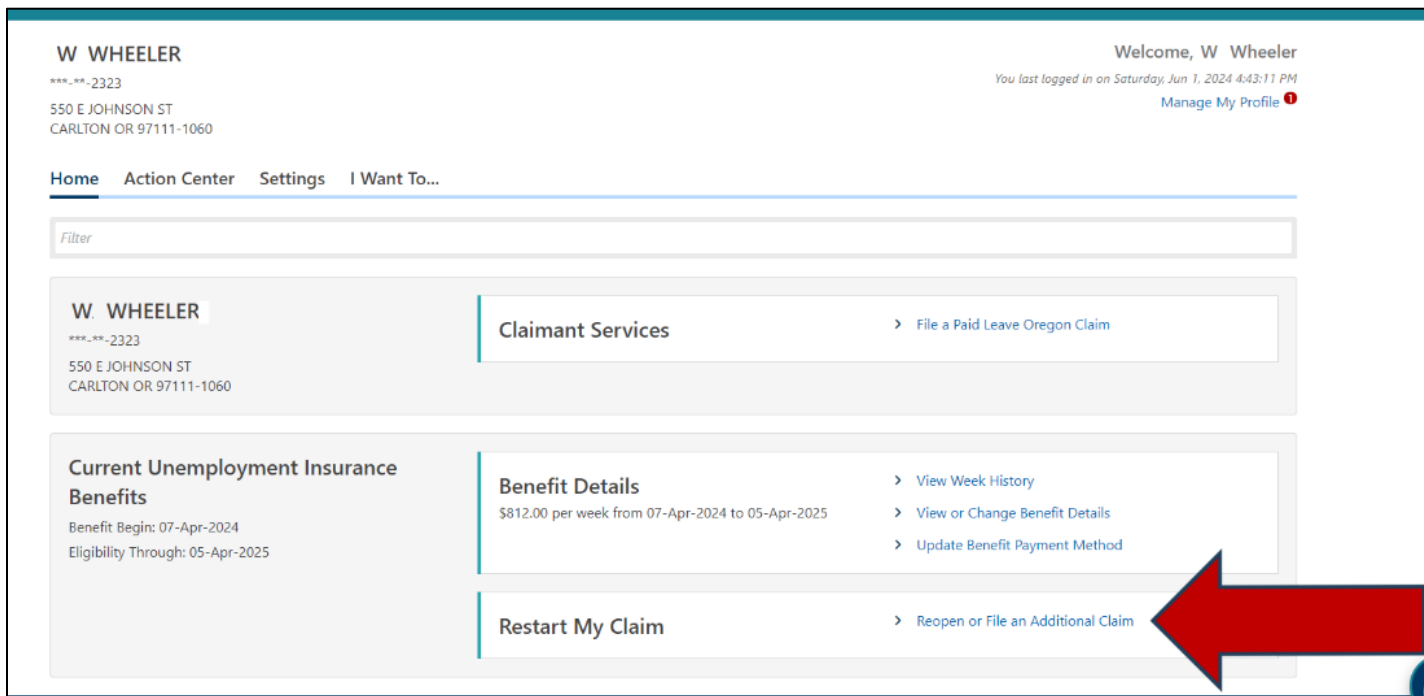 W WHEELER
***-**-2323
550 E JOHNSON ST
CARLTON OR 97111-1060
Welcome, W Wheeler
You last logged in on Saturday, Jun 1, 2024 4:43:11 PM
Manage My Profile 1
Home Action Center Settings I Want To...
Filter
W. WHEELER
***-**-2323
550 E JOHNSON ST
CARLTON OR 97111-1060
Claimant Services
> File a Paid Leave Oregon Claim
Current Unemployment Insurance
Benefits
Benefit Begin: 07-Apr-2024
Eligibility Through: 05-Apr-2025
Benefit Details
$812.00 per week from 07-Apr-2024 to 05-Apr-2025
> View Week History
> View or Change Benefit Details
> Update Benefit Payment Method
Restart My Claim
> Reopen or File an Additional Claim